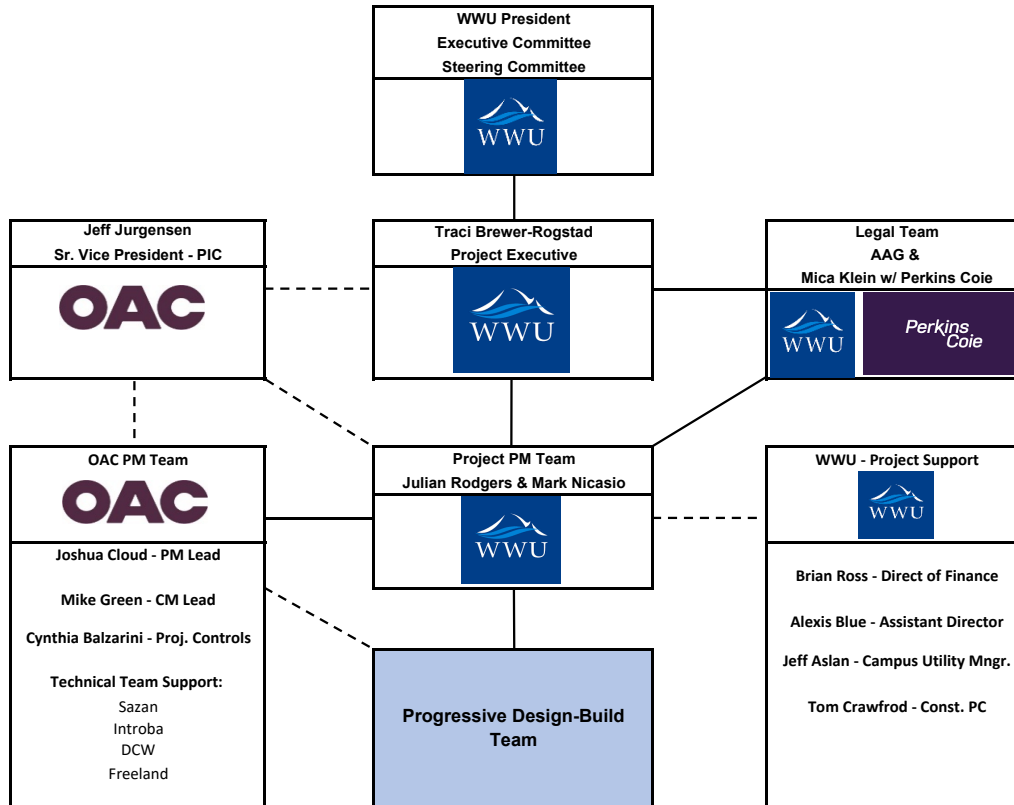 WWU President
Executive Committee
Steering Committee
WWU
Jeff Jurgensen
Sr. Vice President - PIC
OAC
Traci Brewer-Rogstad
Project Executive
WWU
Legal Team
AAG &
Mica Klein w/ Perkins Coie
WWU
Perkins
Coie
OAC PM Team
OAC
Joshua Cloud - PM Lead
Mike Green - CM Lead
Cynthia Balzarini - Proj. Controls
Technical Team Support:
Sazan
Introba
DCW
Freeland
Project PM Team
Julian Rodgers & Mark Nicasio
WWU
Progressive Design-Build
Team
WWU - Project Support
WWU
Brian Ross - Direct of Finance
Alexis Blue - Assistant Director
Jeff Aslan - Campus Utility Mngr.
Tom Crawfrod - Const. PC